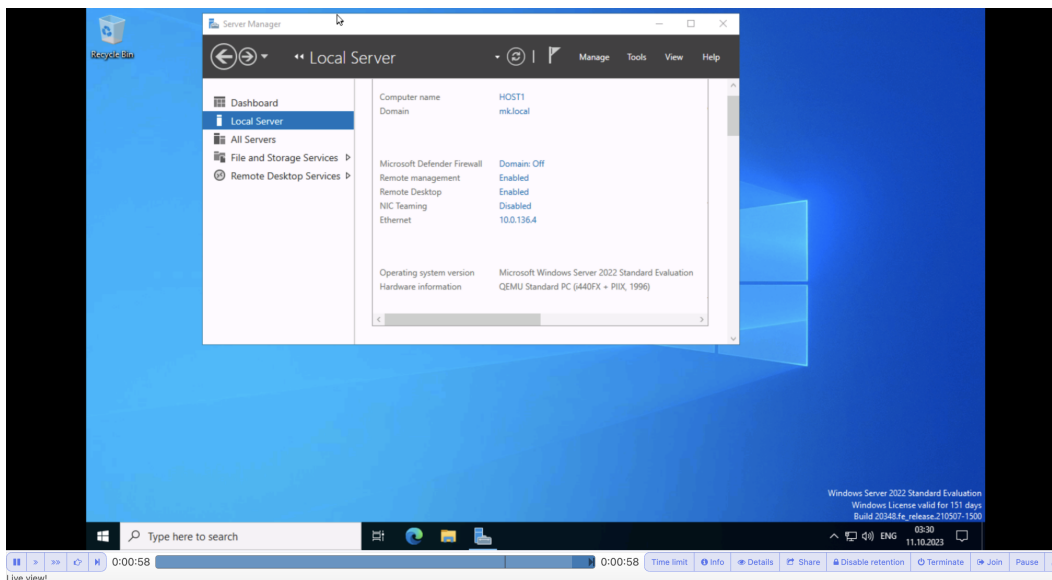 Recycle Bin
Server Manager
Local Server
Manage Tools View Help
Dashboard
Local Server
All Servers
File and Storage Services
Remote Desktop Services
Computer name HOST1
Domain mk.local
Microsoft Defender Firewall Domain: Off
Remote management Enabled
Remote Desktop Enabled
NIC Teaming Disabled
Ethernet 10.0.136.4
Operating system version Microsoft Windows Server 2022 Standard Evaluation
Hardware information QEMU Standard PC (i440FX + PIIX, 1996)
Windows Server 2022 Standard Evaluation
Windows License valid for 151 days
Build 20348.fe_release.210507-1500
Type here to search
ENG
03:30
11.10.2023
0:00:58 0:00:58 Time limit Info Details Share Disable retention Terminate Join Pause
Live view!